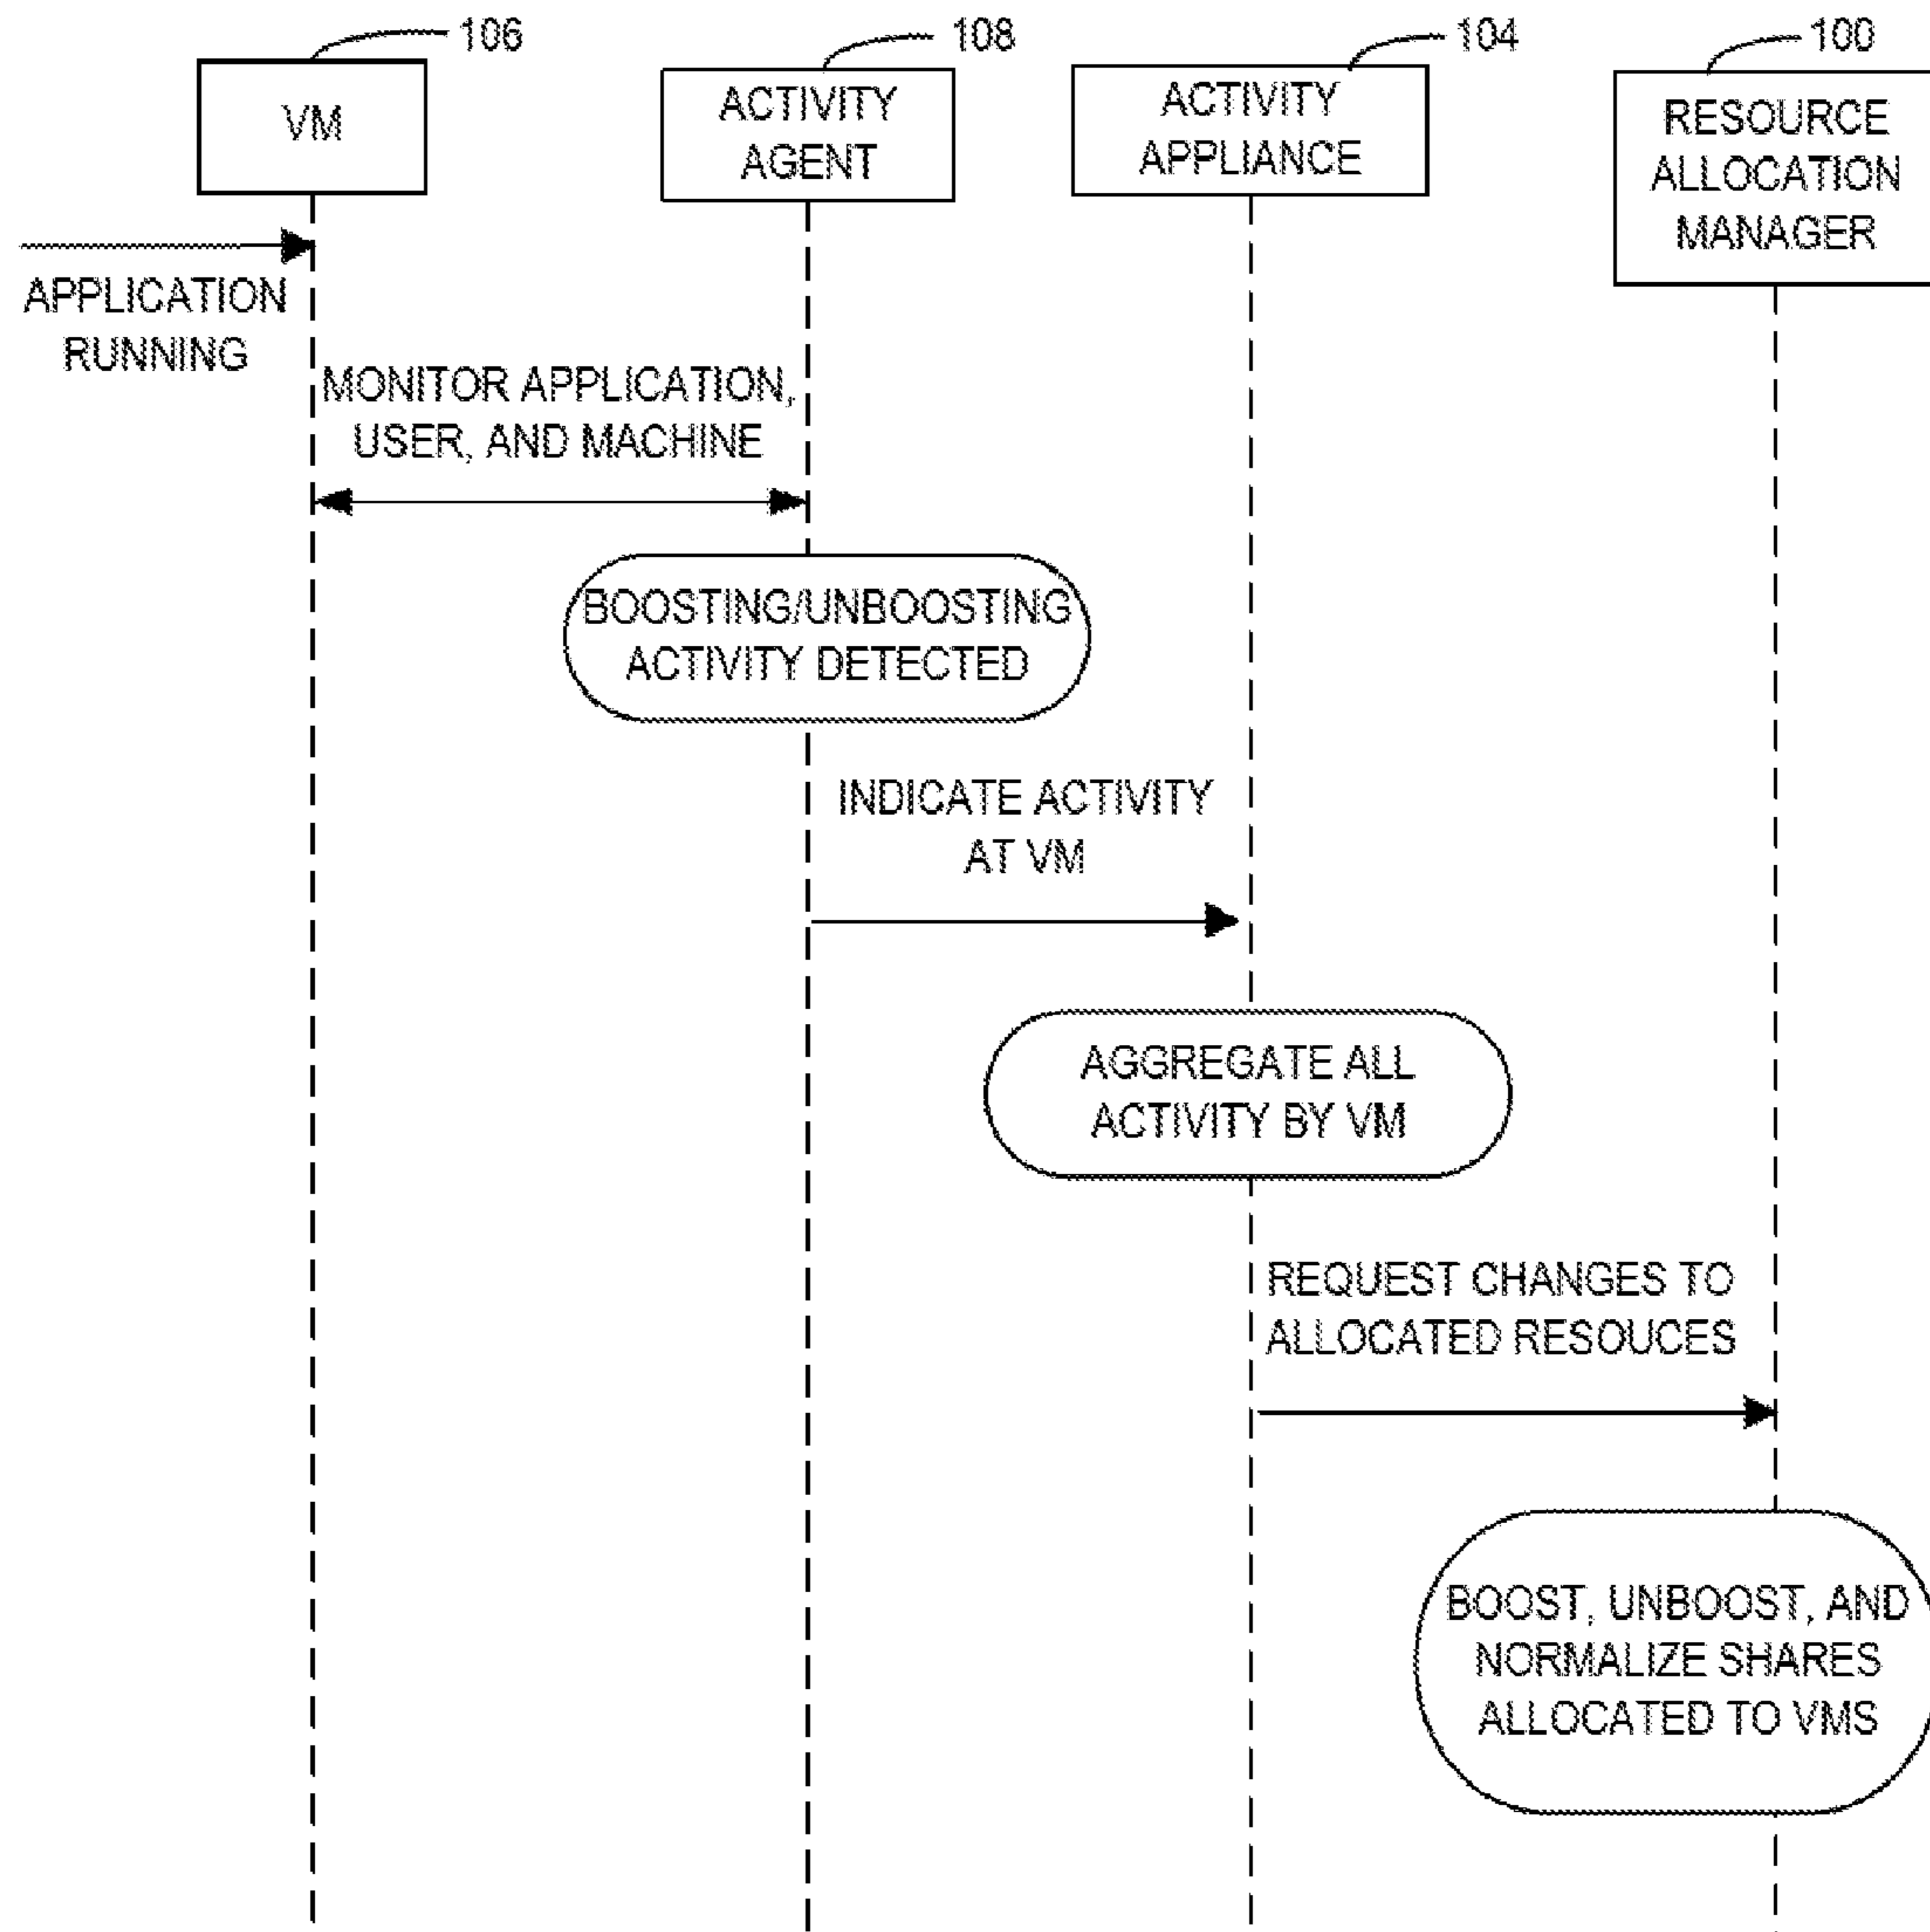 106
108
104
100
VM
ACTIVITY
AGENT
ACTIVITY
APPLIANCE
RESOURCE
ALLOCATION
MANAGER
APPLICATION
RUNNING
MONITOR APPLICATION,
USER, AND MACHINE
BOOSTING/UNBOOSTING
ACTIVITY DETECTED
INDICATE ACTIVITY
AT VM
AGGREGATE ALL
ACTIVITY BY VM
REQUEST CHANGES TO
ALLOCATED RESOUCES
BOOST, UNBOOST, AND
NORMALIZE SHARES
ALLOCATED TO VMS